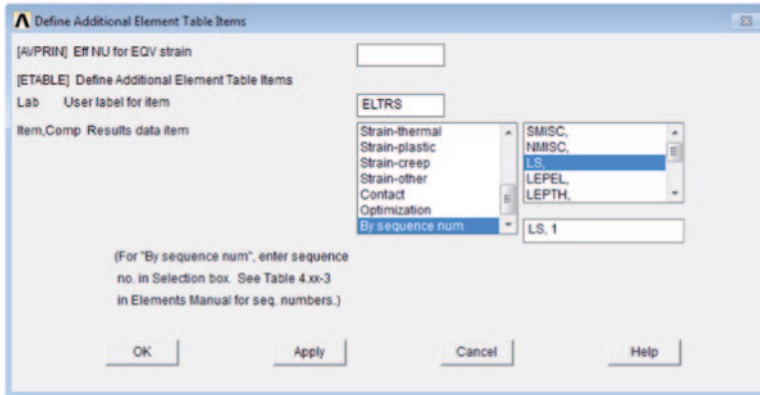 Define Additional Element Table Items
[AVPRIN] Eff NU for EQV strain
[ETABLE] Define Additional Element Table Items
Lab User label for item ELTRS
Item,Comp Results data item
Strain-thermal
Strain-plastic
Strain-creep
Strain-other
Contact
Optimization
By sequence num
SMISC,
NMISC,
LS,
LEPEL,
LEPTH,
LS, 1
(For "By sequence num", enter sequence
no. in Selection box. See Table 4.xx-3
in Elements Manual for seq. numbers.)
OK Apply Cancel Help